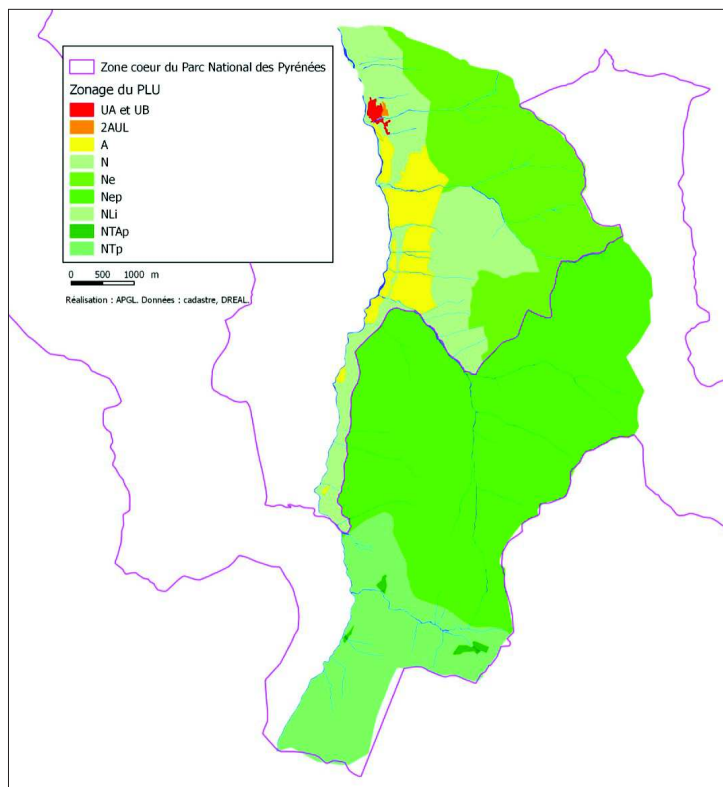 Zone coeur du Parc National des Pyrénées
Zonage du PLU
UA et UB
2AUL
A
N
Ne
Nep
NLi
NTAp
NTp
0 500 1000 m
Réalisation : APGL. Données : cadastre, DREAL.